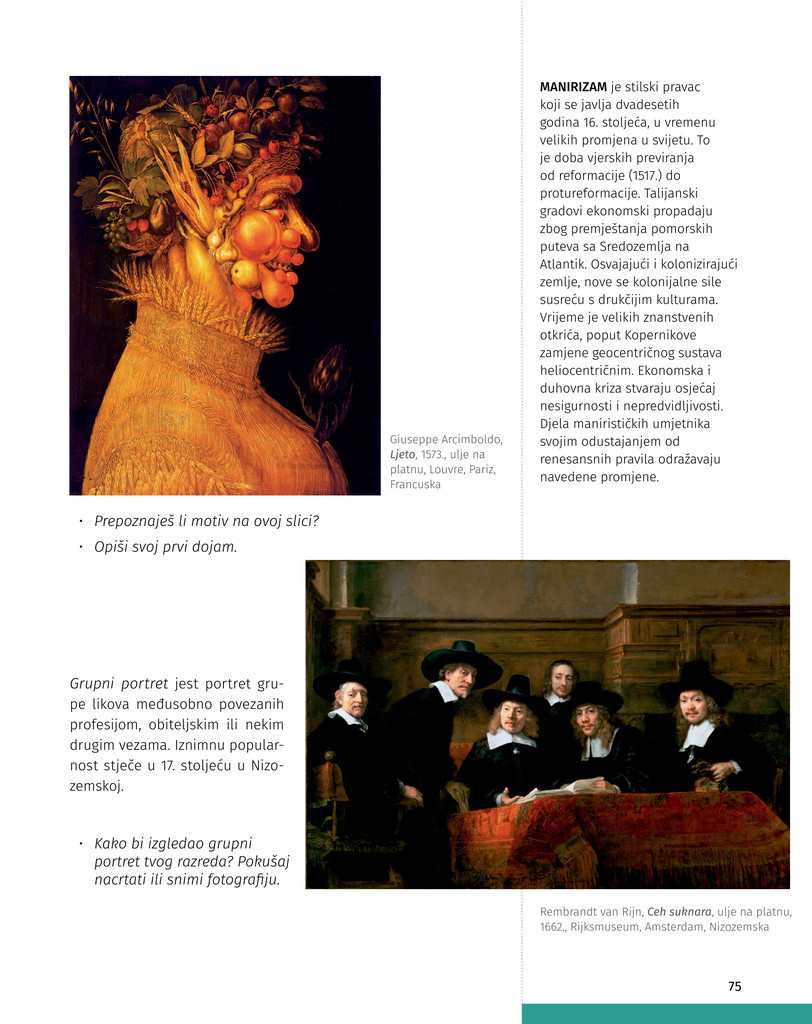 MANIRIZAM je stilski pravac
koji se javlja dvadesetih
godina 16. stoljeća, u vremenu
velikih promjena u svijetu. To
je doba vjerskih previranja
od reformacije (1517.) do
protureformacije. Talijanski
gradovi ekonomski propadaju
zbog premještanja pomorskih
puteva sa Sredozemlja na
Atlantik. Osvajajući i kolonizirajući
zemlje, nove se kolonijalne sile
susreću s drukčijim kulturama.
Vrijeme je velikih znanstvenih
otkrića, poput Kopernikove
zamjene geocentričnog sustava
heliocentričnim. Ekonomska i
duhovna kriza stvaraju osjećaj
nesigurnosti i nepredvidljivosti.
Djela manirističkih umjetnika
svojim odustajanjem od
renesansnih pravila odražavaju
navedene promjene.
Giuseppe Arcimboldo,
Ljeto, 1573., ulje na
platnu, Louvre, Pariz,
Francuska
• Prepoznaješ li motiv na ovoj slici?
• Opiši svoj prvi dojam.
Grupni portret jest portret gru-
pe likova međusobno povezanih
profesijom, obiteljskim ili nekim
drugim vezama. Iznimnu popular-
nost stječe u 17. stoljeću u Nizo-
zemskoj.
• Kako bi izgledao grupni
portret tvog razreda? Pokušaj
nacrtati ili snimi fotografiju.
Rembrandt van Rijn, Ceh suknara, ulje na platnu,
1662., Rijksmuseum, Amsterdam, Nizozemska
75